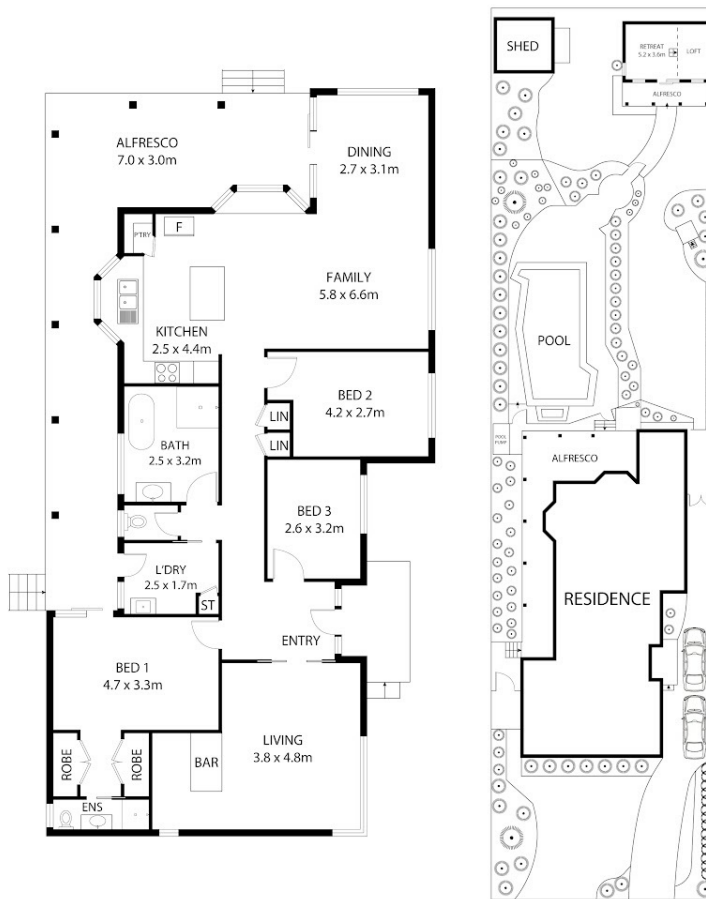 ALFRESCO
7.0 x 3.0m
DINING
2.7 x 3.1m
PTRY
F
FAMILY
5.8 x 6.6m
KITCHEN
2.5 x 4.4m
BED 2
4.2 x 2.7m
LIN
LIN
BATH
2.5 x 3.2m
BED 3
2.6 x 3.2m
L'DRY
2.5 x 1.7m
ST
ENTRY
BED 1
4.7 x 3.3m
LIVING
3.8 x 4.8m
BAR
ROBE
ROBE
ENS
SHED
RETREAT
5.2 x 3.6m
LOFT
ALFRESCO
POOL
POOL
PUMP
ALFRESCO
RESIDENCE